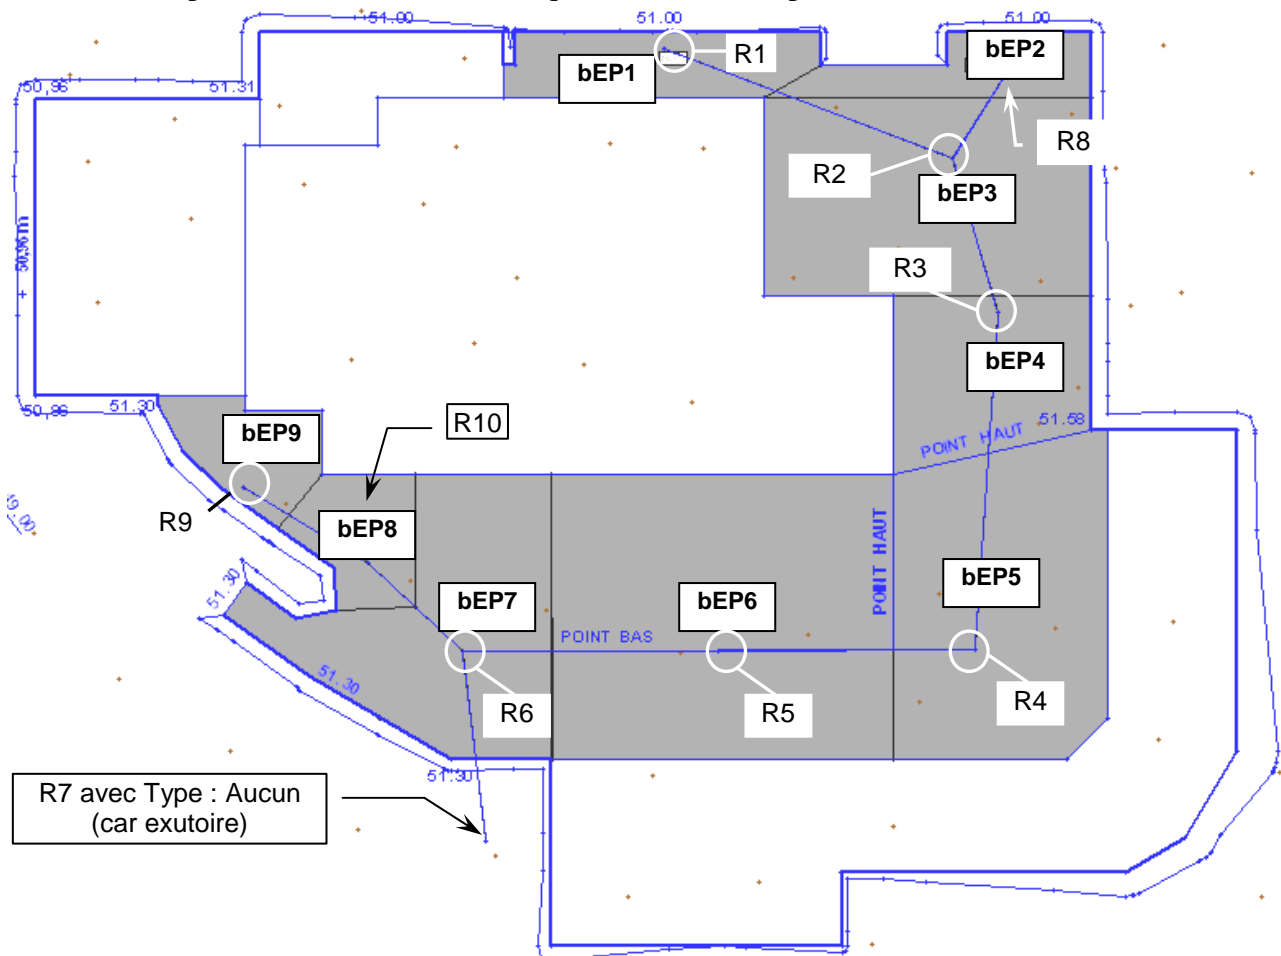 51.00
51.00
51.00
R1
bEP1
bEP2
50,96
51.31
R8
R2
bEP3
50,96m
R3
bEP4
50,96
51.30
bEP9
R10
51.58
POINT HAUT
49.00
R9
bEP8
POINT HAUT
51.30
bEP7
bEP6
bEP5
POINT BAS
51.30
R6
R5
R4
51.30
R7 avec Type : Aucun
(car exutoire)